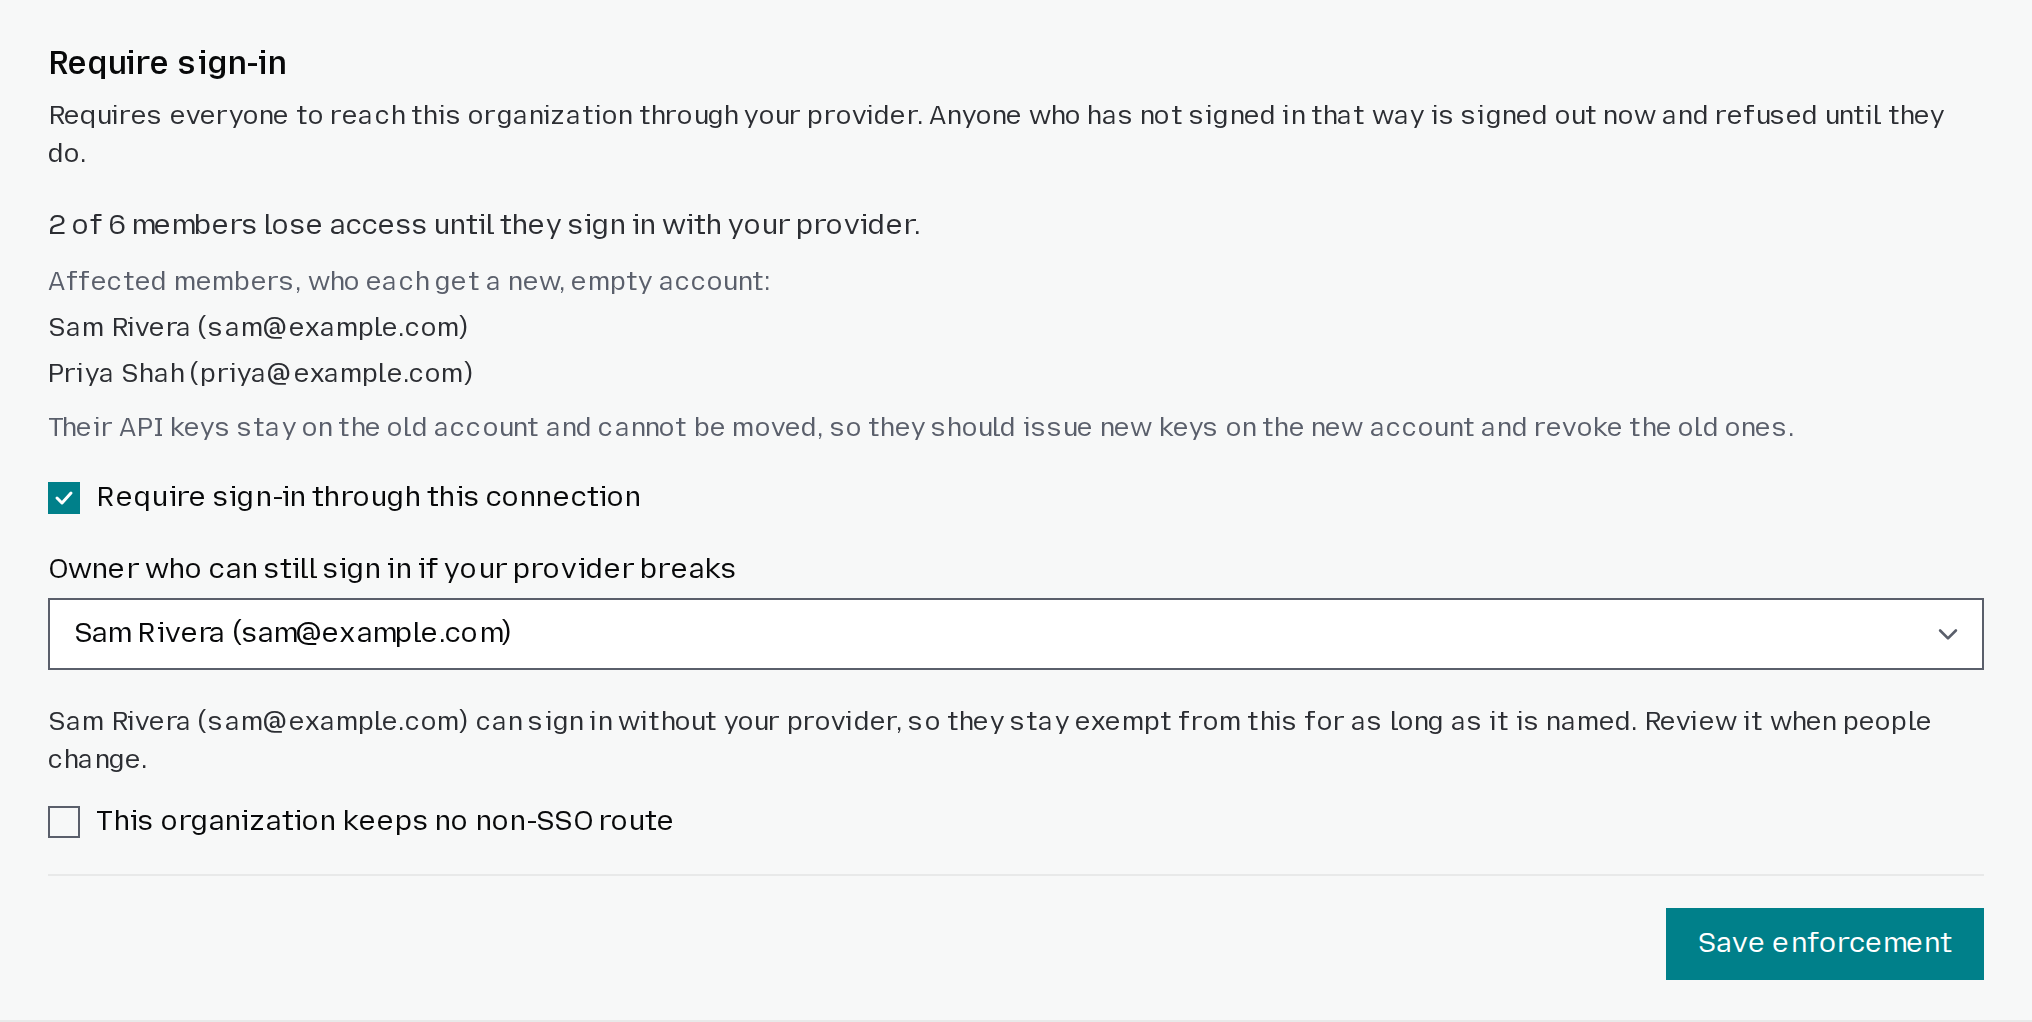 Require sign-in
Requires everyone to reach this organization through your provider. Anyone who has not signed in that way is signed out now and refused until they
do.
2 of 6 members lose access until they sign in with your provider.
Affected members, who each get a new, empty account:
Sam Rivera (sam@example.com)
Priya Shah (priya@example.com)
Their API keys stay on the old account and cannot be moved, so they should issue new keys on the new account and revoke the old ones.
Require sign-in through this connection
Owner who can still sign in if your provider breaks
Sam Rivera (sam@example.com)
Sam Rivera (sam@example.com) can sign in without your provider, so they stay exempt from this for as long as it is named. Review it when people
change.
This organization keeps no non-SSO route
Save enforcement